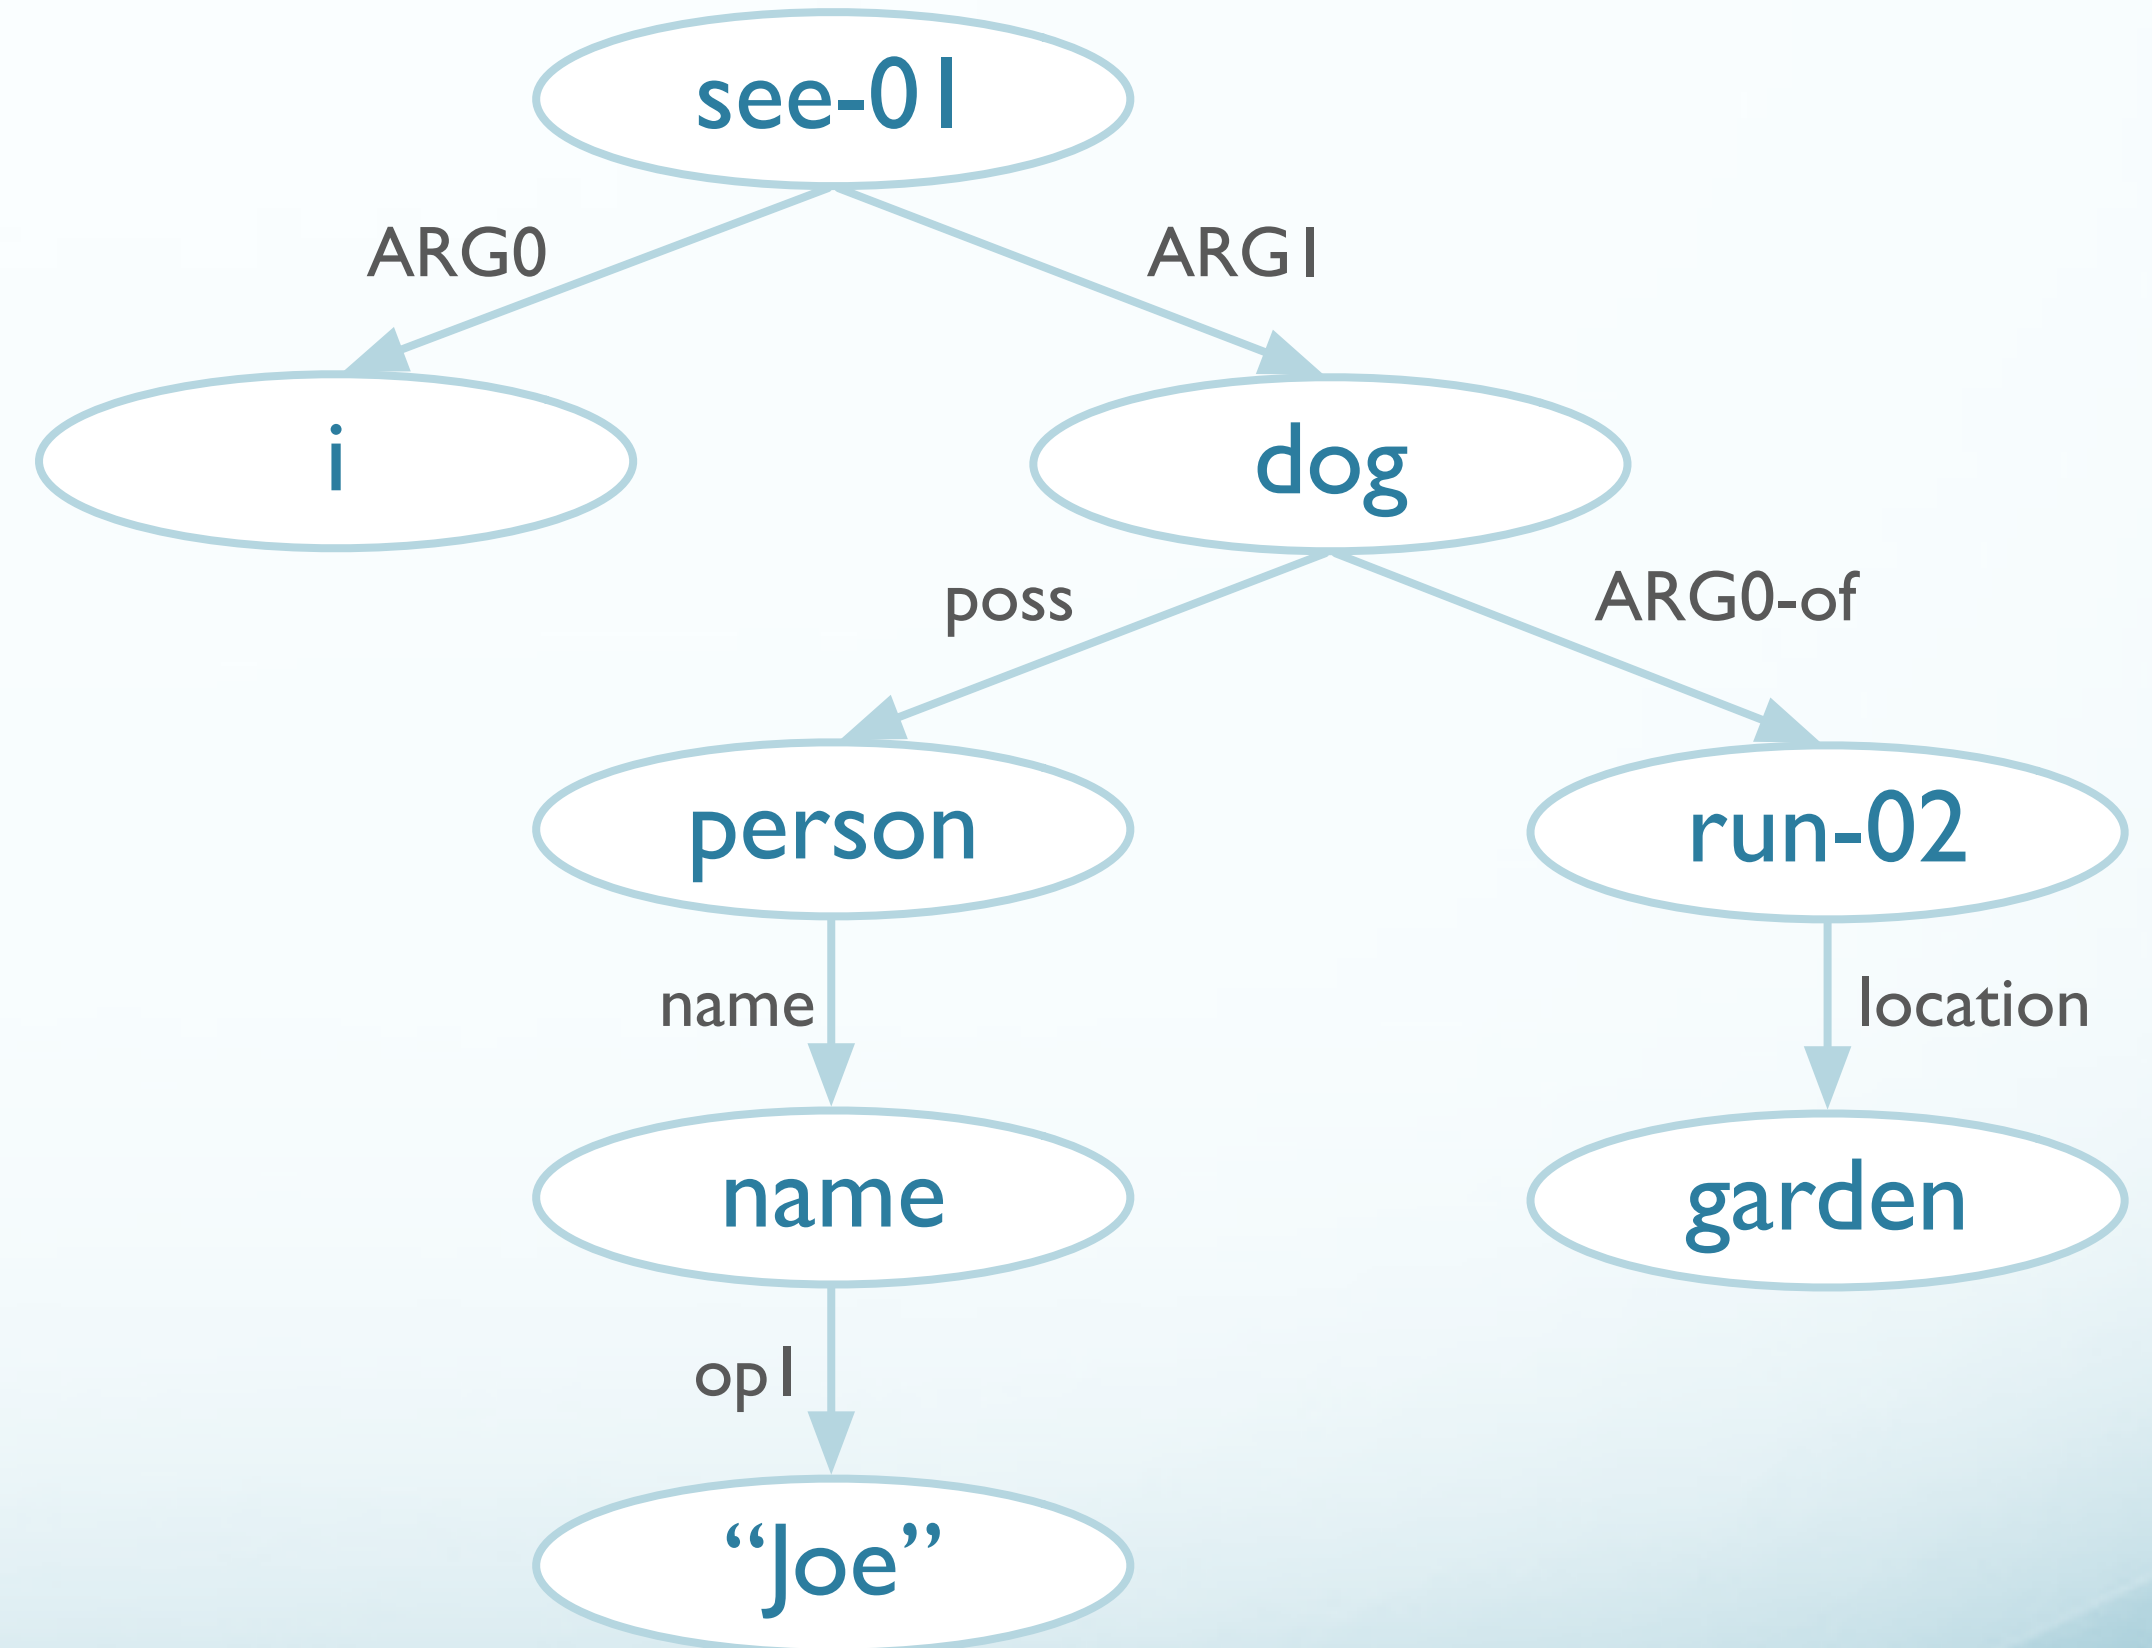 see-01
ARG0
ARG1
i
dog
poss
ARG0-of
person
run-02
name
location
name
garden
op1
“Joe”